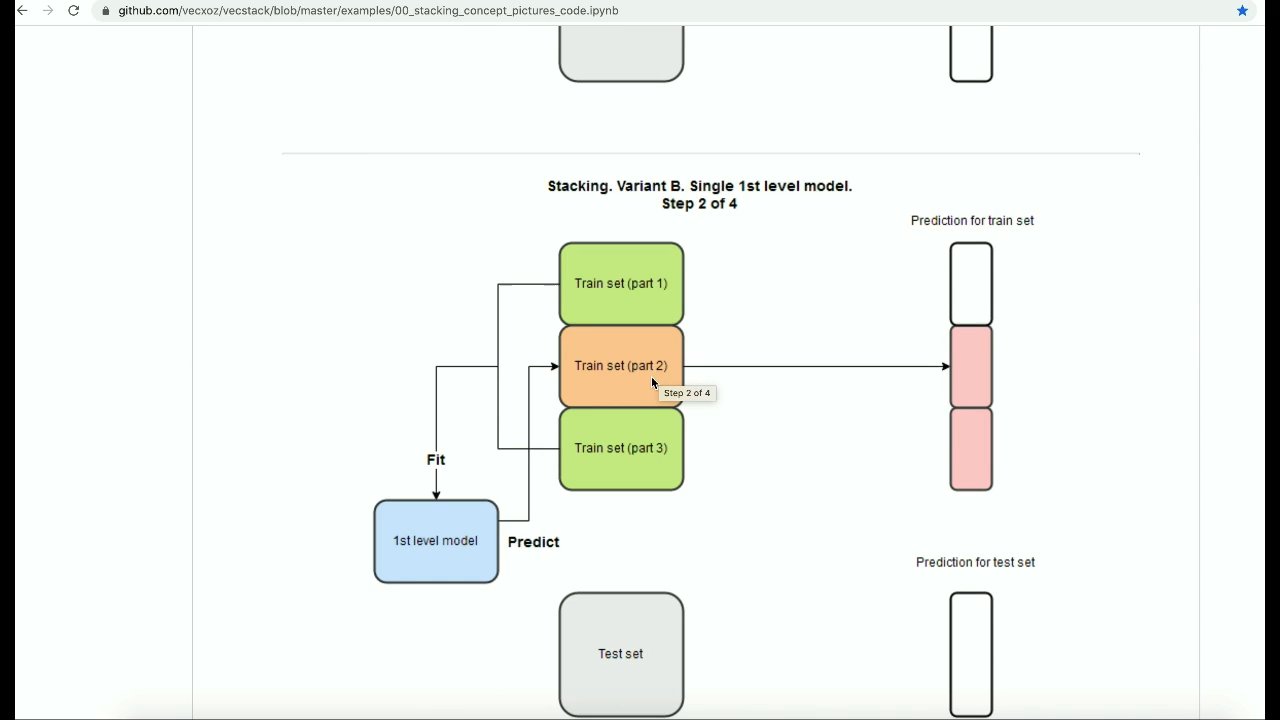 github.com/vecxoz/vecstack/blob/master/examples/00_stacking_concept_pictures_code.ipynb
Stacking. Variant B. Single 1st level model.
Step 2 of 4
Prediction for train set
Train set (part 1)
Train set (part 2)
Step 2 of 4
Train set (part 3)
Fit
1st level model
Predict
Prediction for test set
Test set